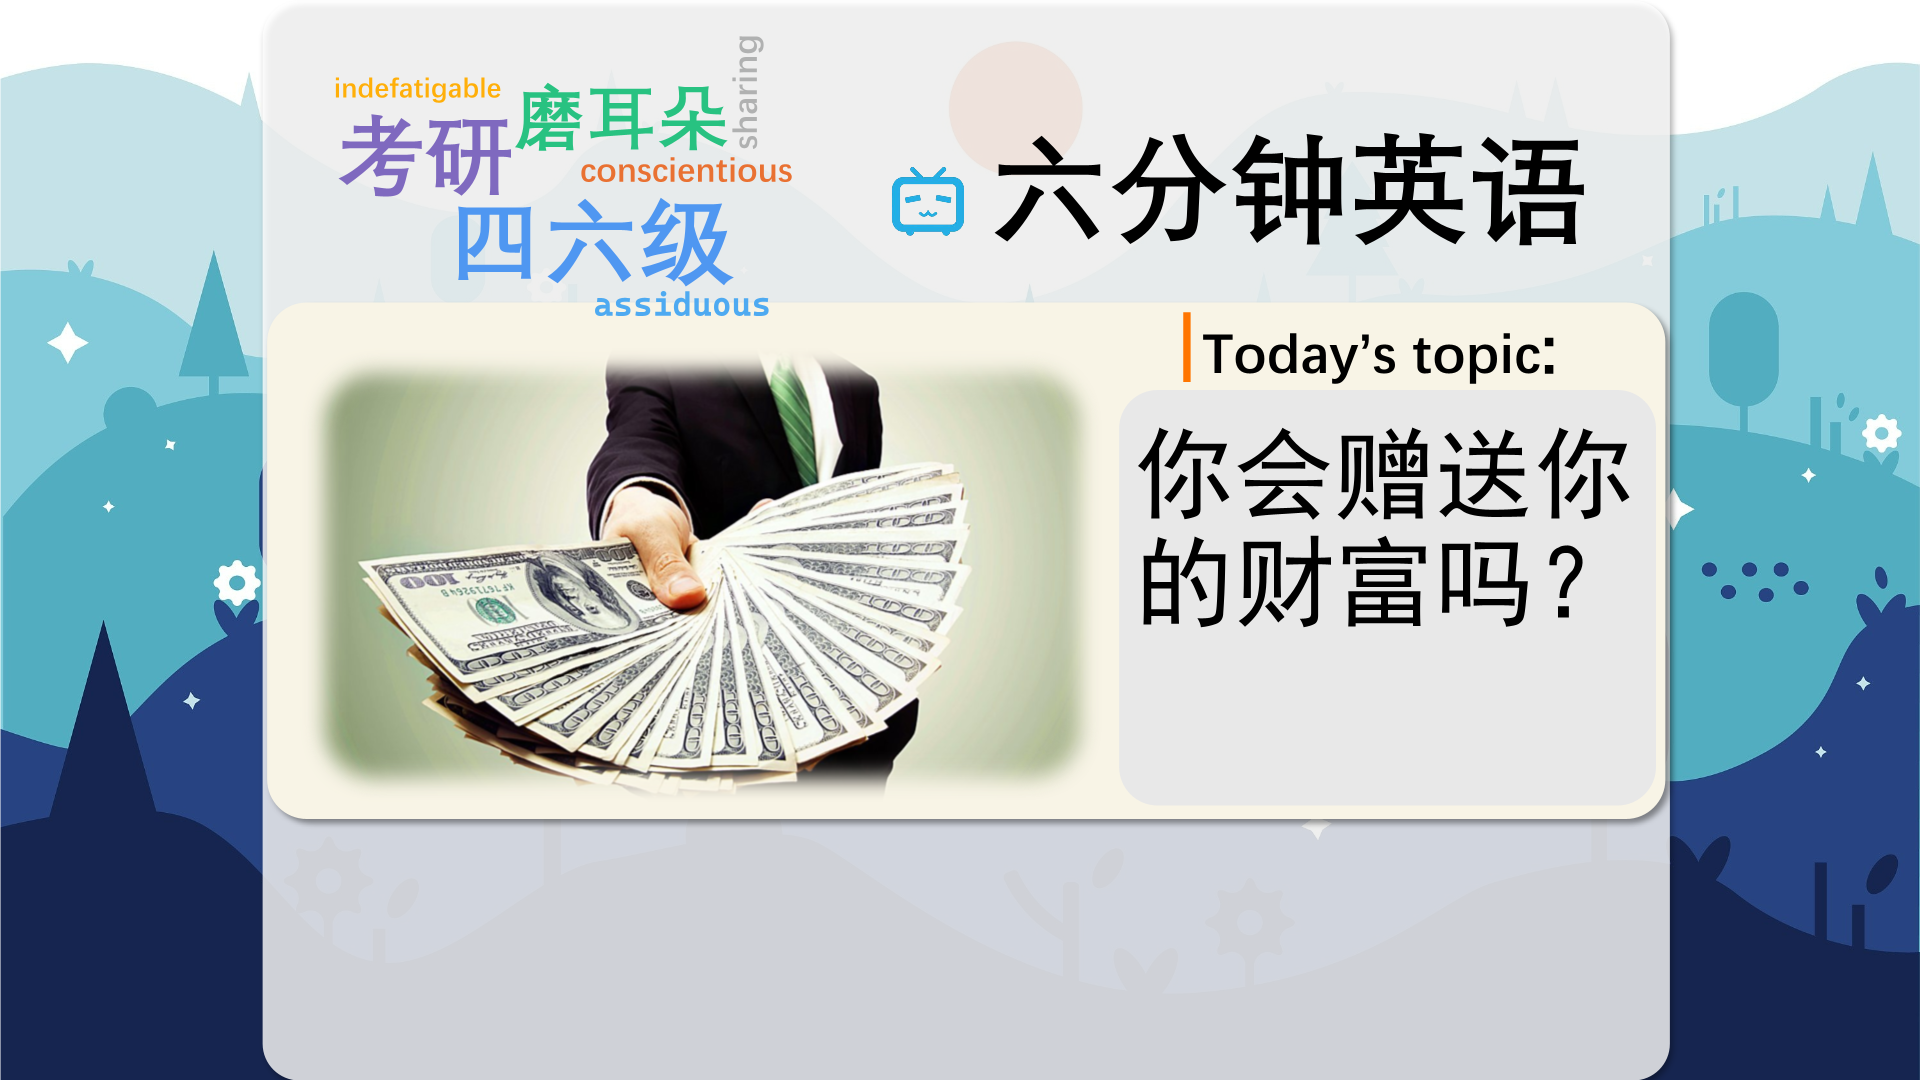 indefatigable
考研
磨耳朵
sharing
conscientious
四六级
assiduous
六分钟英语
Today’s topic:
你会赠送你
的财富吗？
100